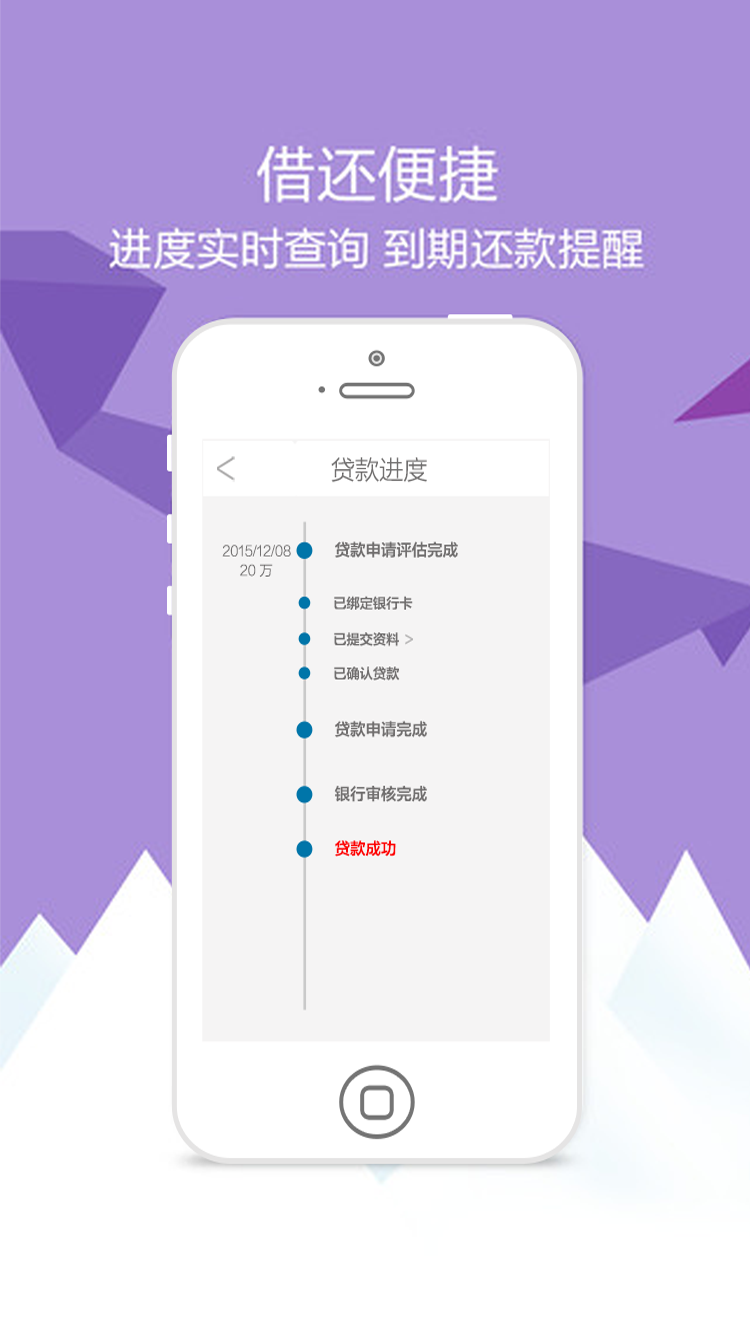 借还便捷
进度实时查询 到期还款提醒
< 贷款进度
2015/12/08 贷款申请评估完成
20 万
已绑定银行卡
已提交资料 >
已确认贷款
贷款申请完成
银行审核完成
贷款成功